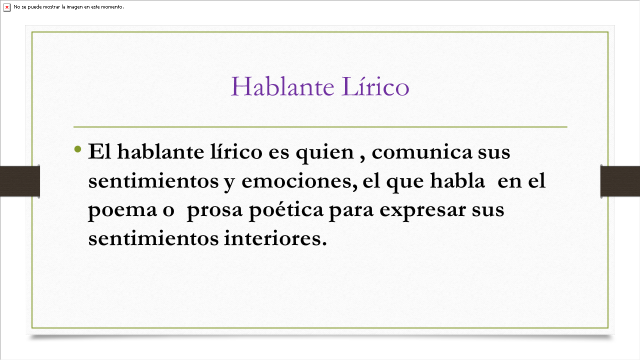 No se puede mostrar la imagen en este momento.
Hablante Lírico
• El hablante lírico es quien , comunica sus
sentimientos y emociones, el que habla en el
poema o prosa poética para expresar sus
sentimientos interiores.